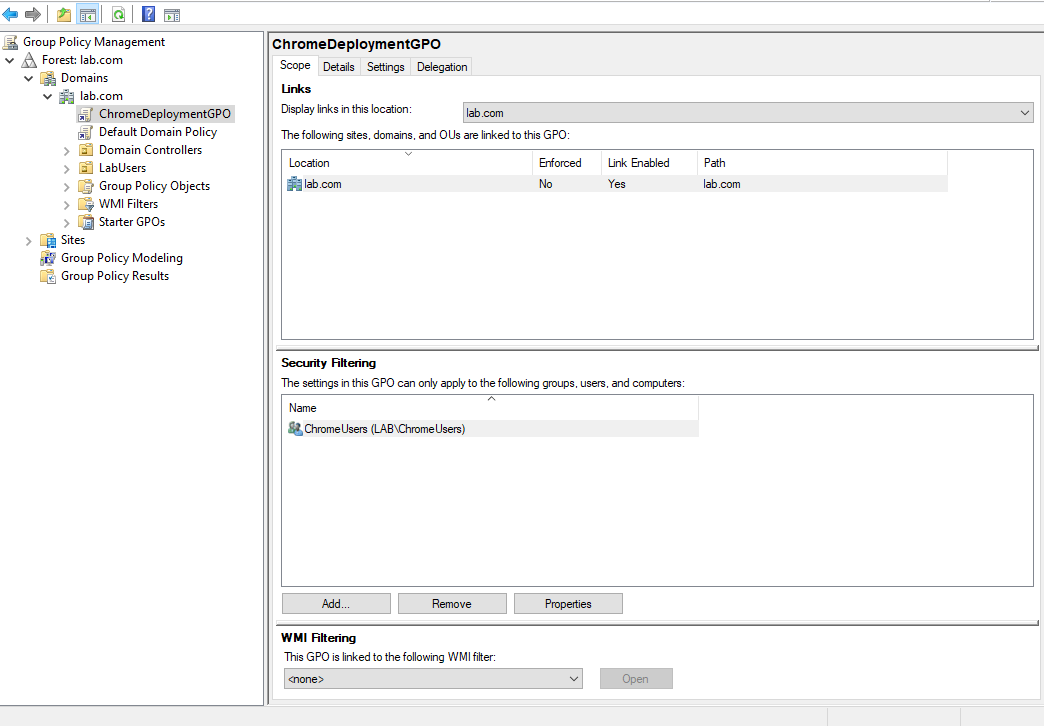 Group Policy Management
Forest: lab.com
Domains
lab.com
ChromeDeploymentGPO
Default Domain Policy
Domain Controllers
LabUsers
Group Policy Objects
WMI Filters
Starter GPOs
Sites
Group Policy Modeling
Group Policy Results
ChromeDeploymentGPO
Scope Details Settings Delegation
Links
Display links in this location: lab.com
The following sites, domains, and OUs are linked to this GPO:
Location Enforced Link Enabled Path
lab.com No Yes lab.com
Security Filtering
The settings in this GPO can only apply to the following groups, users, and computers:
Name
ChromeUsers (LAB\ChromeUsers)
Add... Remove Properties
WMI Filtering
This GPO is linked to the following WMI filter:
<none> Open